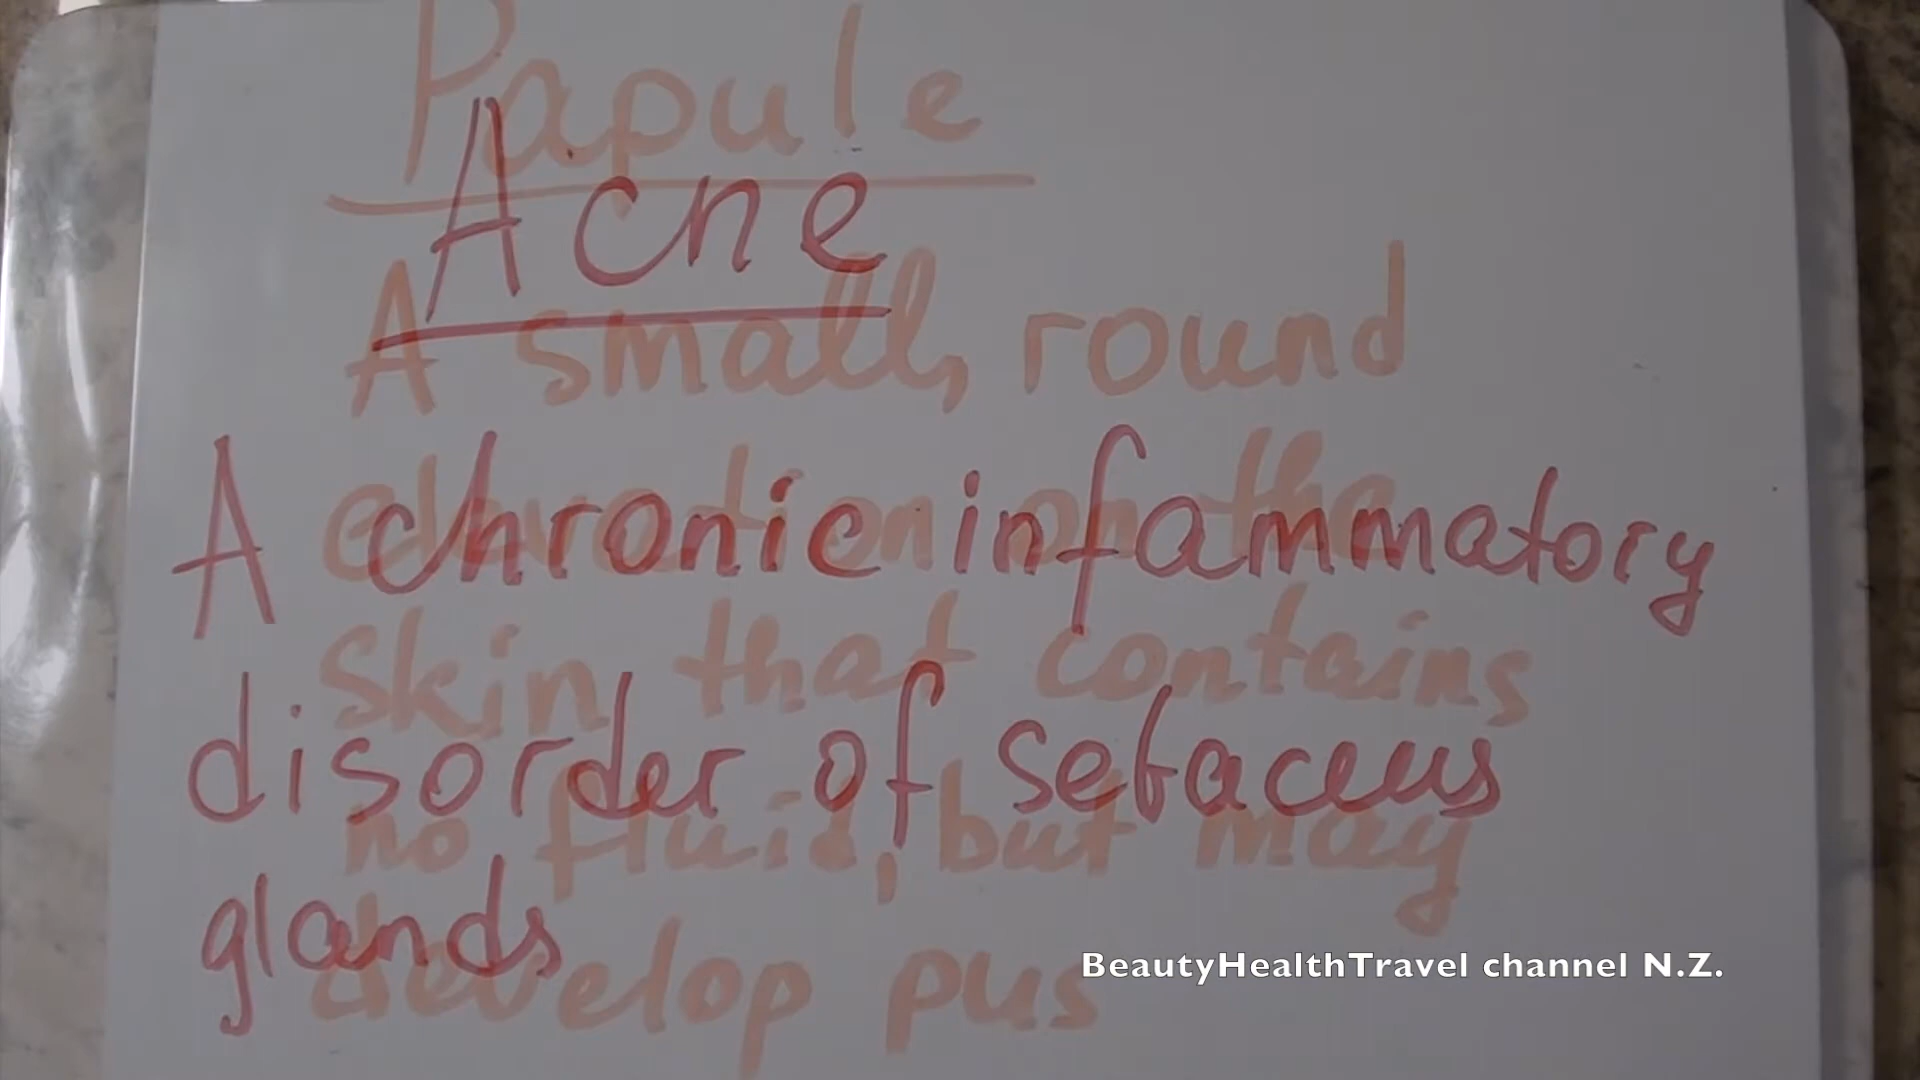 Papule
A small, round
elevation on the
skin that contains
no fluid, but may
develop pus
Acne
A chronic infammatory
disorder of sebaceus
glands
BeautyHealthTravel channel N.Z.